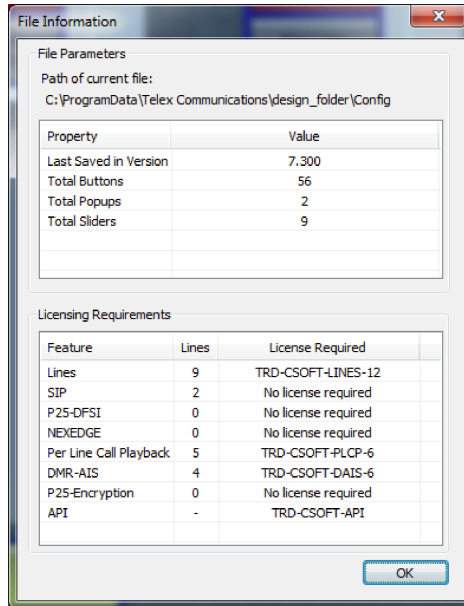 File Information
File Parameters
Path of current file:
C:\ProgramData\Telex Communications\design_folder\Config
Property Value
Last Saved in Version 7.300
Total Buttons 56
Total Popups 2
Total Sliders 9
Licensing Requirements
Feature Lines License Required
Lines 9 TRD-CSOFT-LINES-12
SIP 2 No license required
P25-DFSI 0 No license required
NEXEDGE 0 No license required
Per Line Call Playback 5 TRD-CSOFT-PLCP-6
DMR-AIS 4 TRD-CSOFT-DAIS-6
P25-Encryption 0 No license required
API - TRD-CSOFT-API
OK